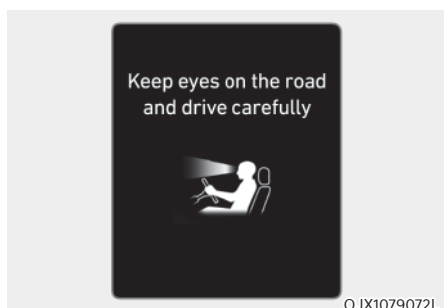 Keep eyes on the road
and drive carefully
OJX1079072L